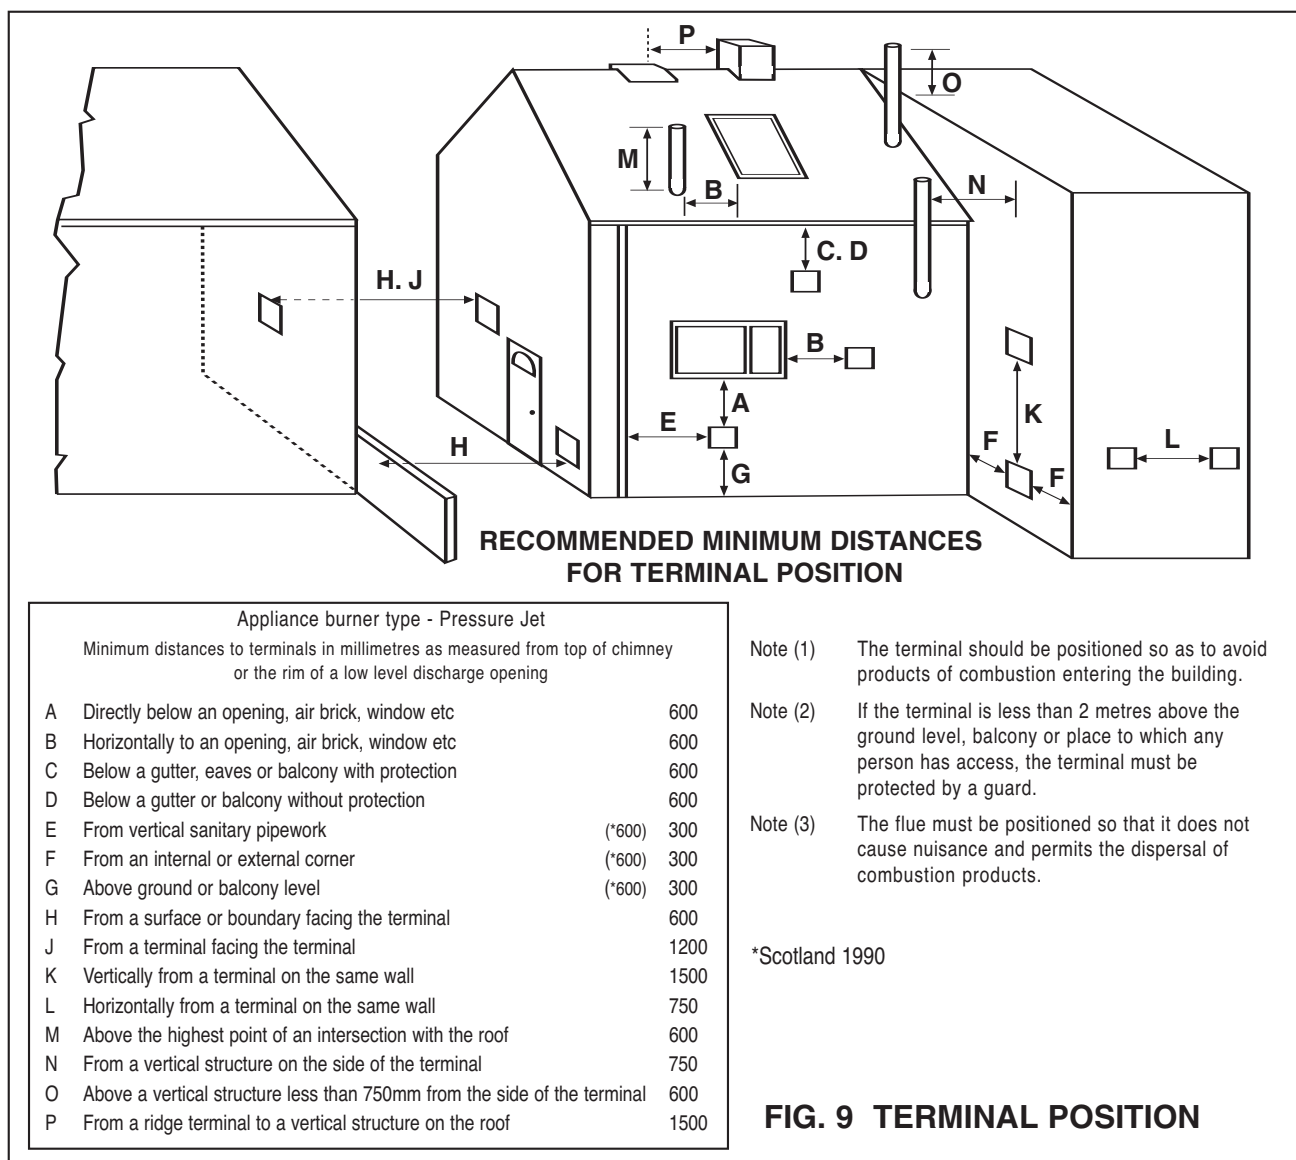 P
O
M
B
N
C. D
H. J
B
A
E
K
F
L
H
G
F
RECOMMENDED MINIMUM DISTANCES
FOR TERMINAL POSITION
Appliance burner type - Pressure Jet
Minimum distances to terminals in millimetres as measured from top of chimney
or the rim of a low level discharge opening
A Directly below an opening, air brick, window etc 600
B Horizontally to an opening, air brick, window etc 600
C Below a gutter, eaves or balcony with protection 600
D Below a gutter or balcony without protection 600
E From vertical sanitary pipework (*600) 300
F From an internal or external corner (*600) 300
G Above ground or balcony level (*600) 300
H From a surface or boundary facing the terminal 600
J From a terminal facing the terminal 1200
K Vertically from a terminal on the same wall 1500
L Horizontally from a terminal on the same wall 750
M Above the highest point of an intersection with the roof 600
N From a vertical structure on the side of the terminal 750
O Above a vertical structure less than 750mm from the side of the terminal 600
P From a ridge terminal to a vertical structure on the roof 1500
Note (1) The terminal should be positioned so as to avoid
products of combustion entering the building.
Note (2) If the terminal is less than 2 metres above the
ground level, balcony or place to which any
person has access, the terminal must be
protected by a guard.
Note (3) The flue must be positioned so that it does not
cause nuisance and permits the dispersal of
combustion products.
*Scotland 1990
FIG. 9 TERMINAL POSITION